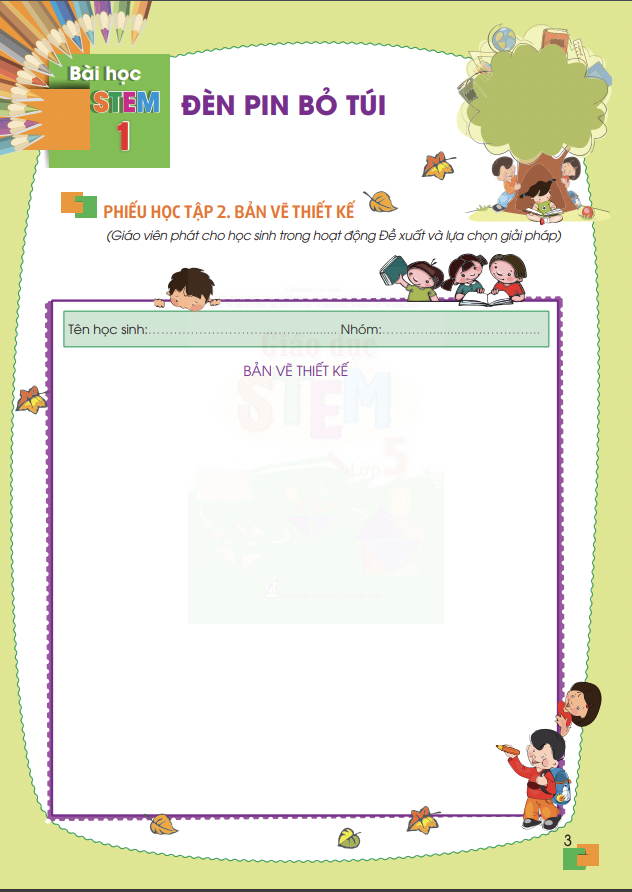 Bài học
STEM
1
ĐÈN PIN BỎ TÚI
PHIẾU HỌC TẬP 2. BẢN VẼ THIẾT KẾ
(Giáo viên phát cho học sinh trong hoạt động Đề xuất và lựa chọn giải pháp)
Tên học sinh:........................................ Nhóm:.................................
Giáo dục
BẢN VẼ THIẾT KẾ
STEM
Lớp 5
3